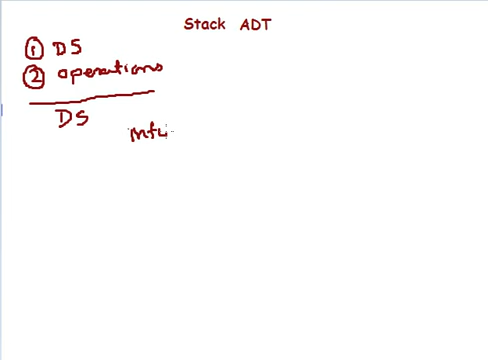 Stack ADT
① DS
② operations
DS